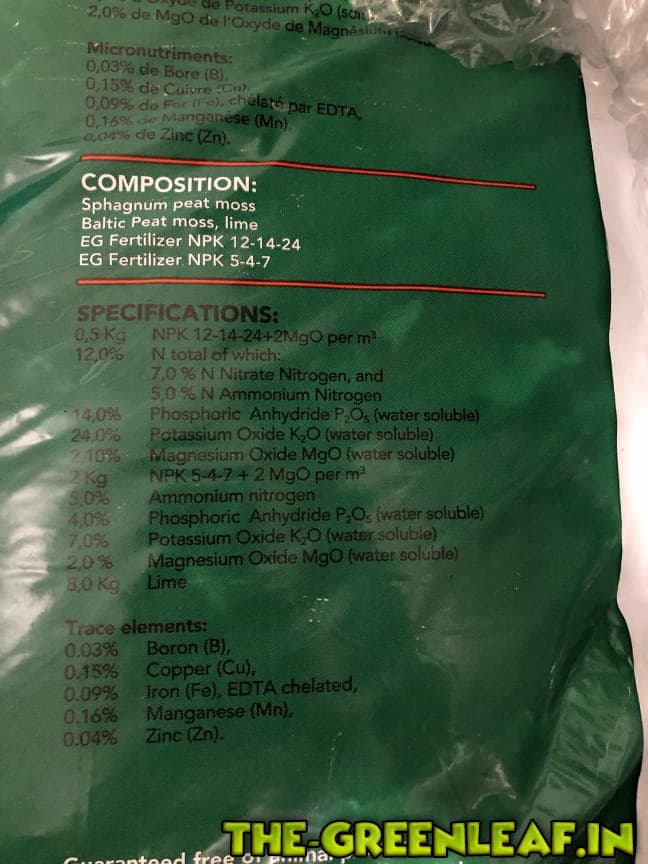 de Potassium K₂O
2,0% de MgO de l'Oxyde de Magnésium
Micronutriments:
0,03% de Bore (B),
0,15% de Cuivre (Cu),
0,09% de Fer (Fe), chélaté par EDTA,
0,16% de Manganèse (Mn),
0,04% de Zinc (Zn).
COMPOSITION:
Sphagnum peat moss
Baltic Peat moss, lime
EG Fertilizer NPK 12-14-24
EG Fertilizer NPK 5-4-7
SPECIFICATIONS:
0,5 Kg NPK 12-14-24+2MgO per m³
12,0% N total of which:
7,0 % N Nitrate Nitrogen, and
5,0 % N Ammonium Nitrogen
14,0% Phosphoric Anhydride P₂O₅ (water soluble)
24,0% Potassium Oxide K₂O (water soluble)
2,10% Magnesium Oxide MgO (water soluble)
2 Kg NPK 5-4-7 + 2 MgO per m³
5,0% Ammonium nitrogen
4,0% Phosphoric Anhydride P₂O₅ (water soluble)
7,0% Potassium Oxide K₂O (water soluble)
2,0 % Magnesium Oxide MgO (water soluble)
8,0 Kg Lime
Trace elements:
0.03% Boron (B),
0.15% Copper (Cu),
0.09% Iron (Fe), EDTA chelated,
0.16% Manganese (Mn),
0.04% Zinc (Zn).
Guaranteed free of
THE-GREENLEAF.IN